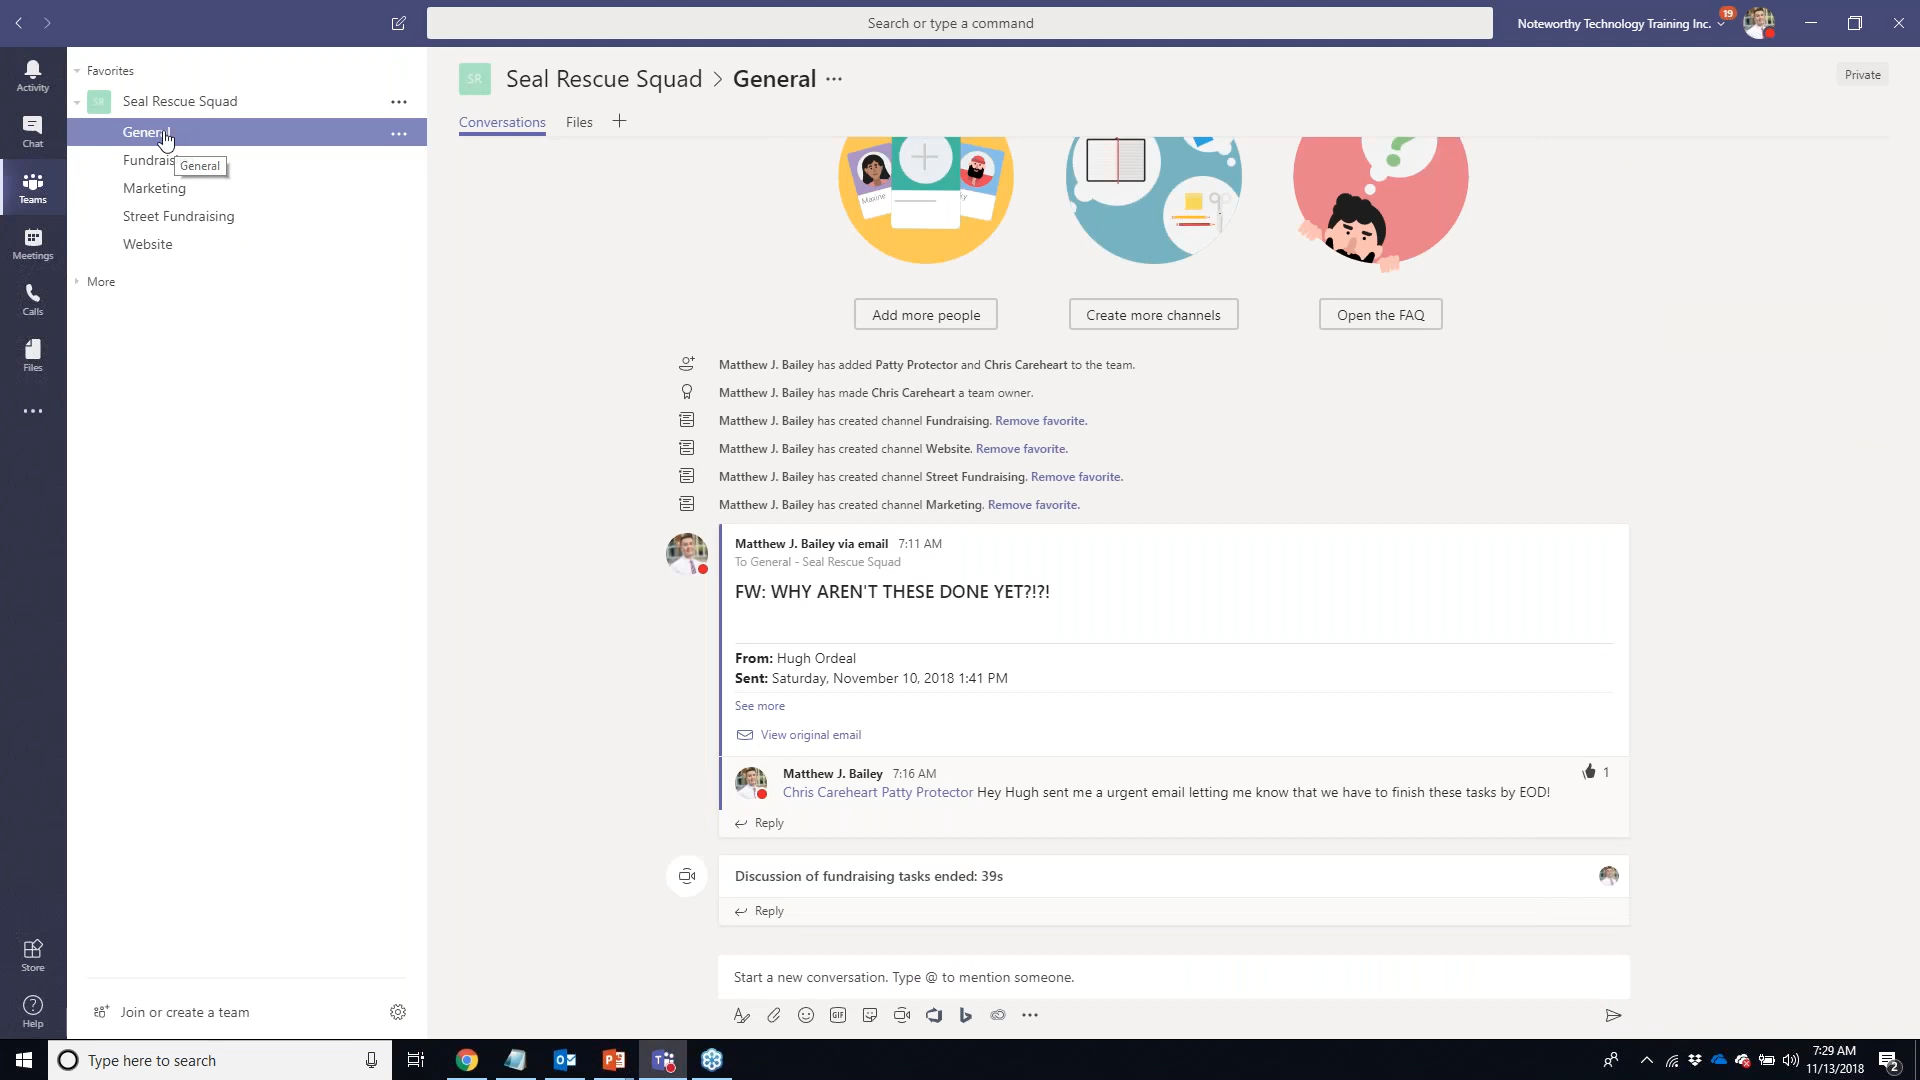 Search or type a command
Noteworthy Technology Training Inc.
19
Activity
Chat
Teams
Meetings
Calls
Files
Store
Help
Favorites
SR Seal Rescue Squad
General
General
Fundrais
Marketing
Street Fundraising
Website
More
Join or create a team
SR Seal Rescue Squad > General
Private
Conversations Files
Maxine
Add more people
Create more channels
Open the FAQ
Matthew J. Bailey has added Patty Protector and Chris Careheart to the team.
Matthew J. Bailey has made Chris Careheart a team owner.
Matthew J. Bailey has created channel Fundraising. Remove favorite.
Matthew J. Bailey has created channel Website. Remove favorite.
Matthew J. Bailey has created channel Street Fundraising. Remove favorite.
Matthew J. Bailey has created channel Marketing. Remove favorite.
Matthew J. Bailey via email 7:11 AM
To General - Seal Rescue Squad
FW: WHY AREN'T THESE DONE YET?!?!
From: Hugh Ordeal
Sent: Saturday, November 10, 2018 1:41 PM
See more
View original email
Matthew J. Bailey 7:16 AM
1
Chris Careheart Patty Protector Hey Hugh sent me a urgent email letting me know that we have to finish these tasks by EOD!
Reply
Discussion of fundraising tasks ended: 39s
Reply
Start a new conversation. Type @ to mention someone.
GIF
Type here to search
7:29 AM
11/13/2018
2